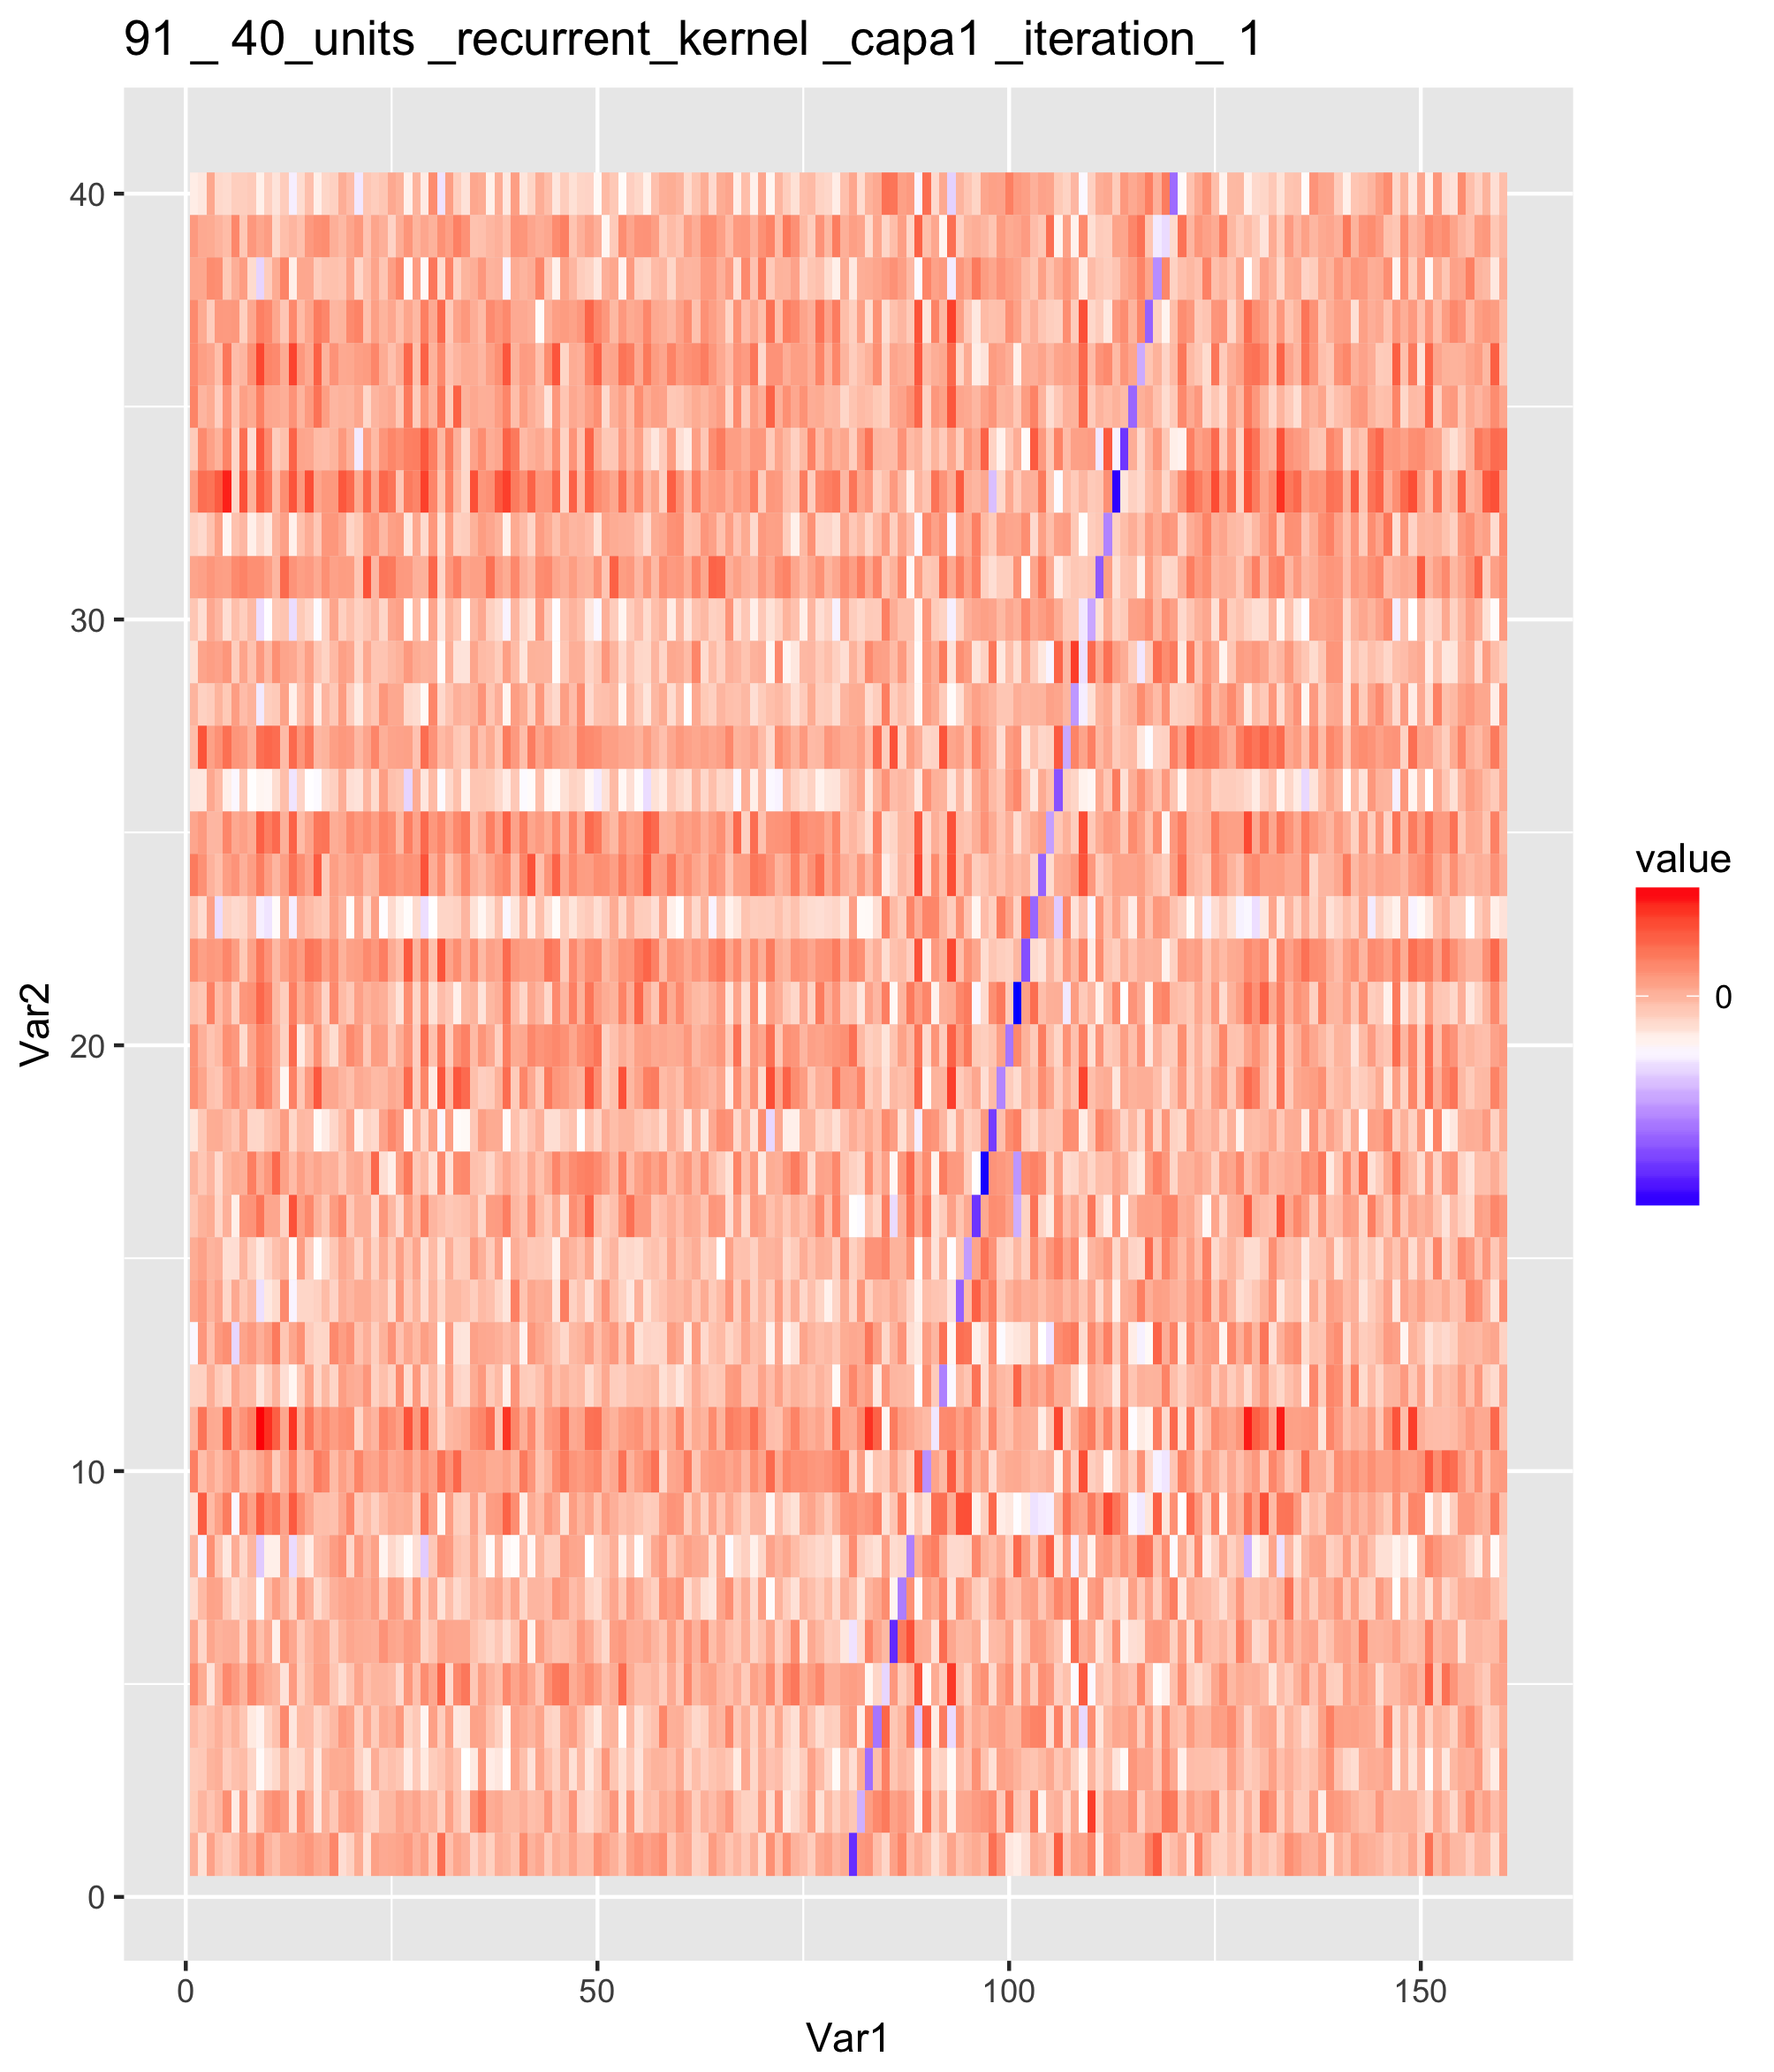 91 _ 40_units _recurrent_kernel _capa1 _iteration_ 1
40
30
20
10
0
Var2
0 50 100 150
Var1
value
0